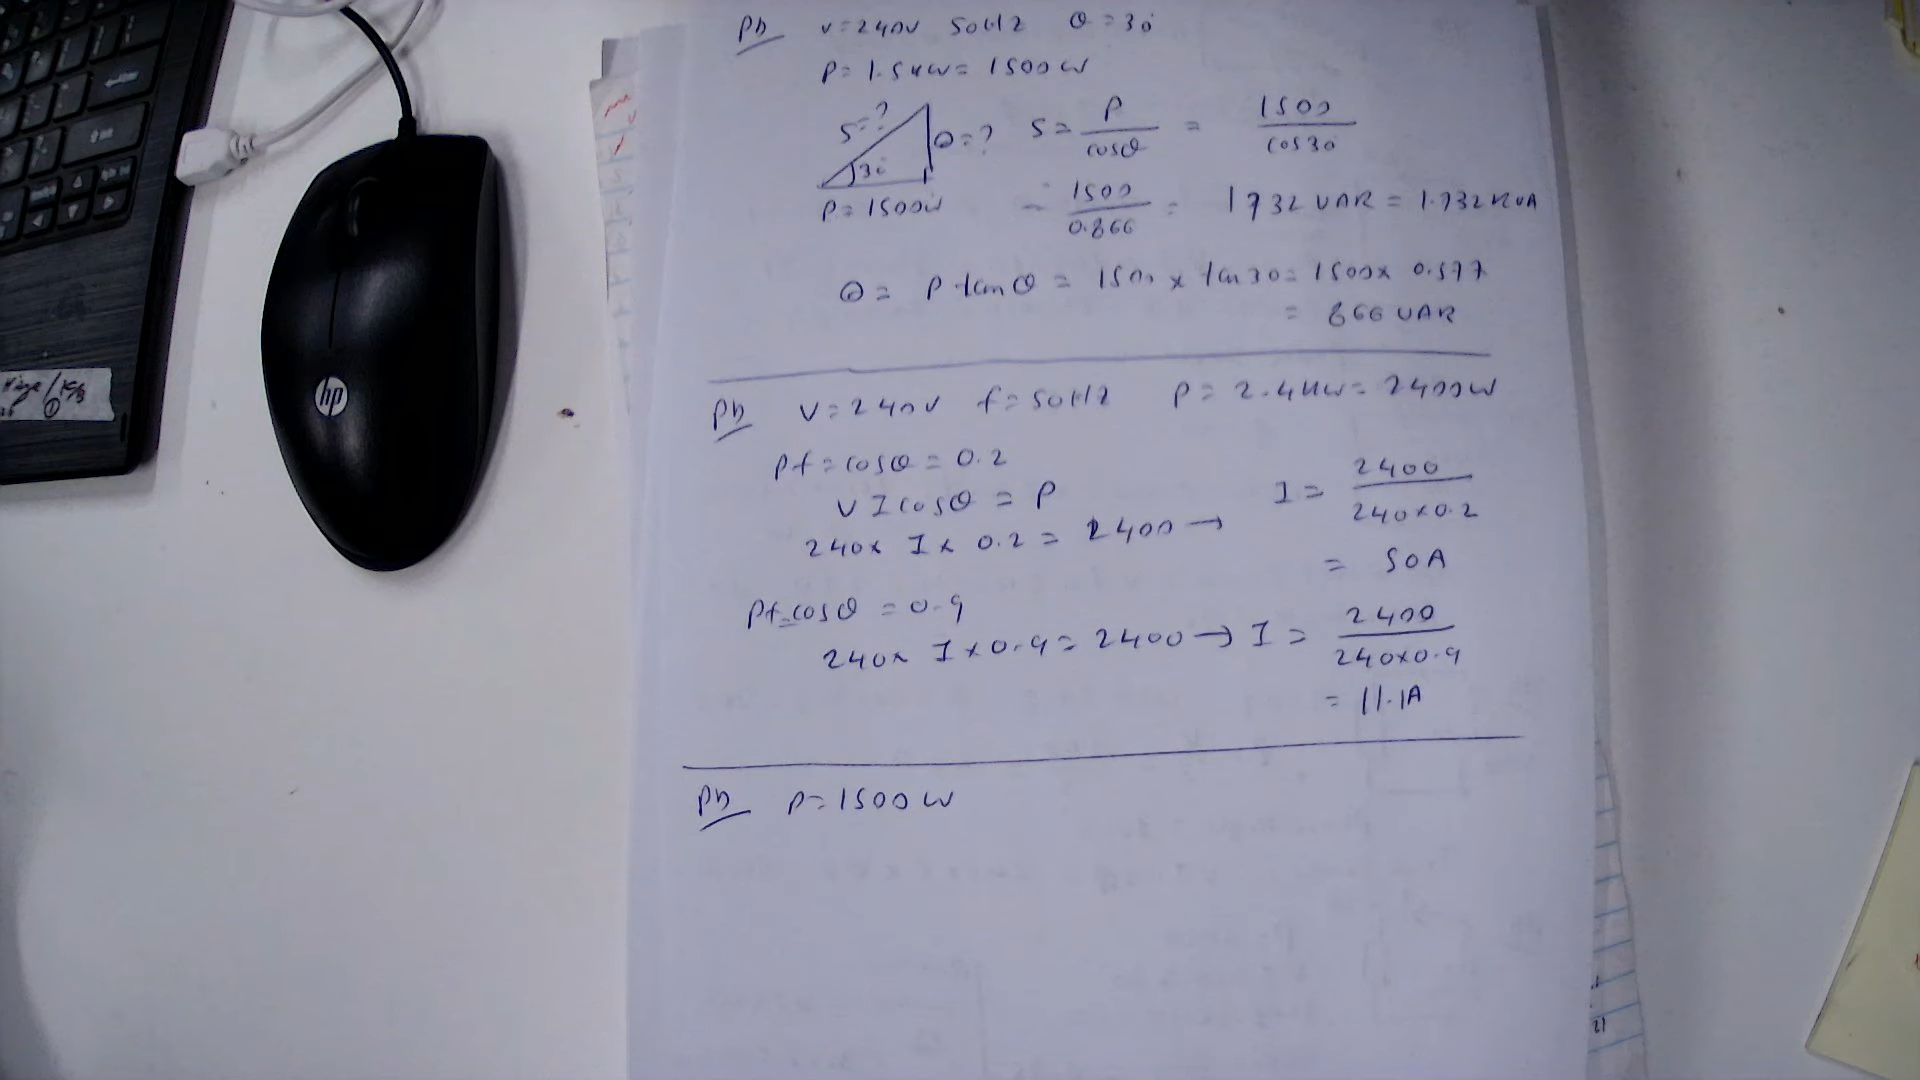 Pb V=240V 50Hz θ=30°
P=1.5KW=1500W
S=?
Q=?
30°
P=1500W
S= P/cosθ = 1500/cos30°
= 1500/0.866 = 1732 VAR = 1.732KVA
Q= P tanθ = 1500 x tan30= 1500x 0.577
= 866 VAR
Pb V=240V f=50Hz P= 2.4KW= 2400W
Pf=cosθ=0.2
VIcosθ = P
240x I x 0.2 = 2400 → I = 2400/240x0.2
= 50A
Pf=cosθ =0.9
240x Ix0.9=2400→ I = 2400/240x0.9
= 11.1A
Pb P=1500W
hp